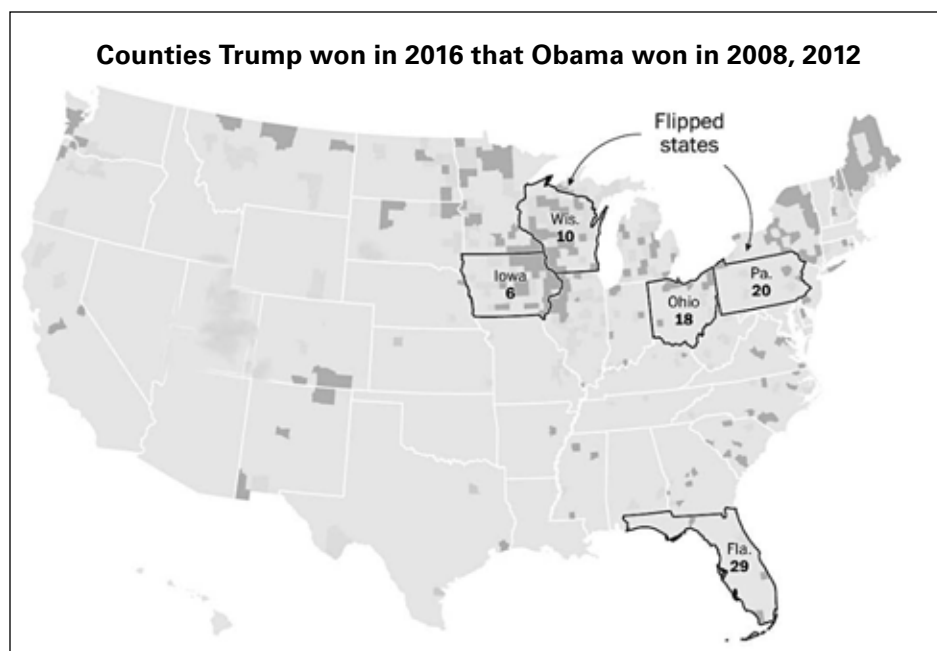 Counties Trump won in 2016 that Obama won in 2008, 2012
Flipped
states
Wis.
10
Iowa
6
Pa.
20
Ohio
18
Fla.
29